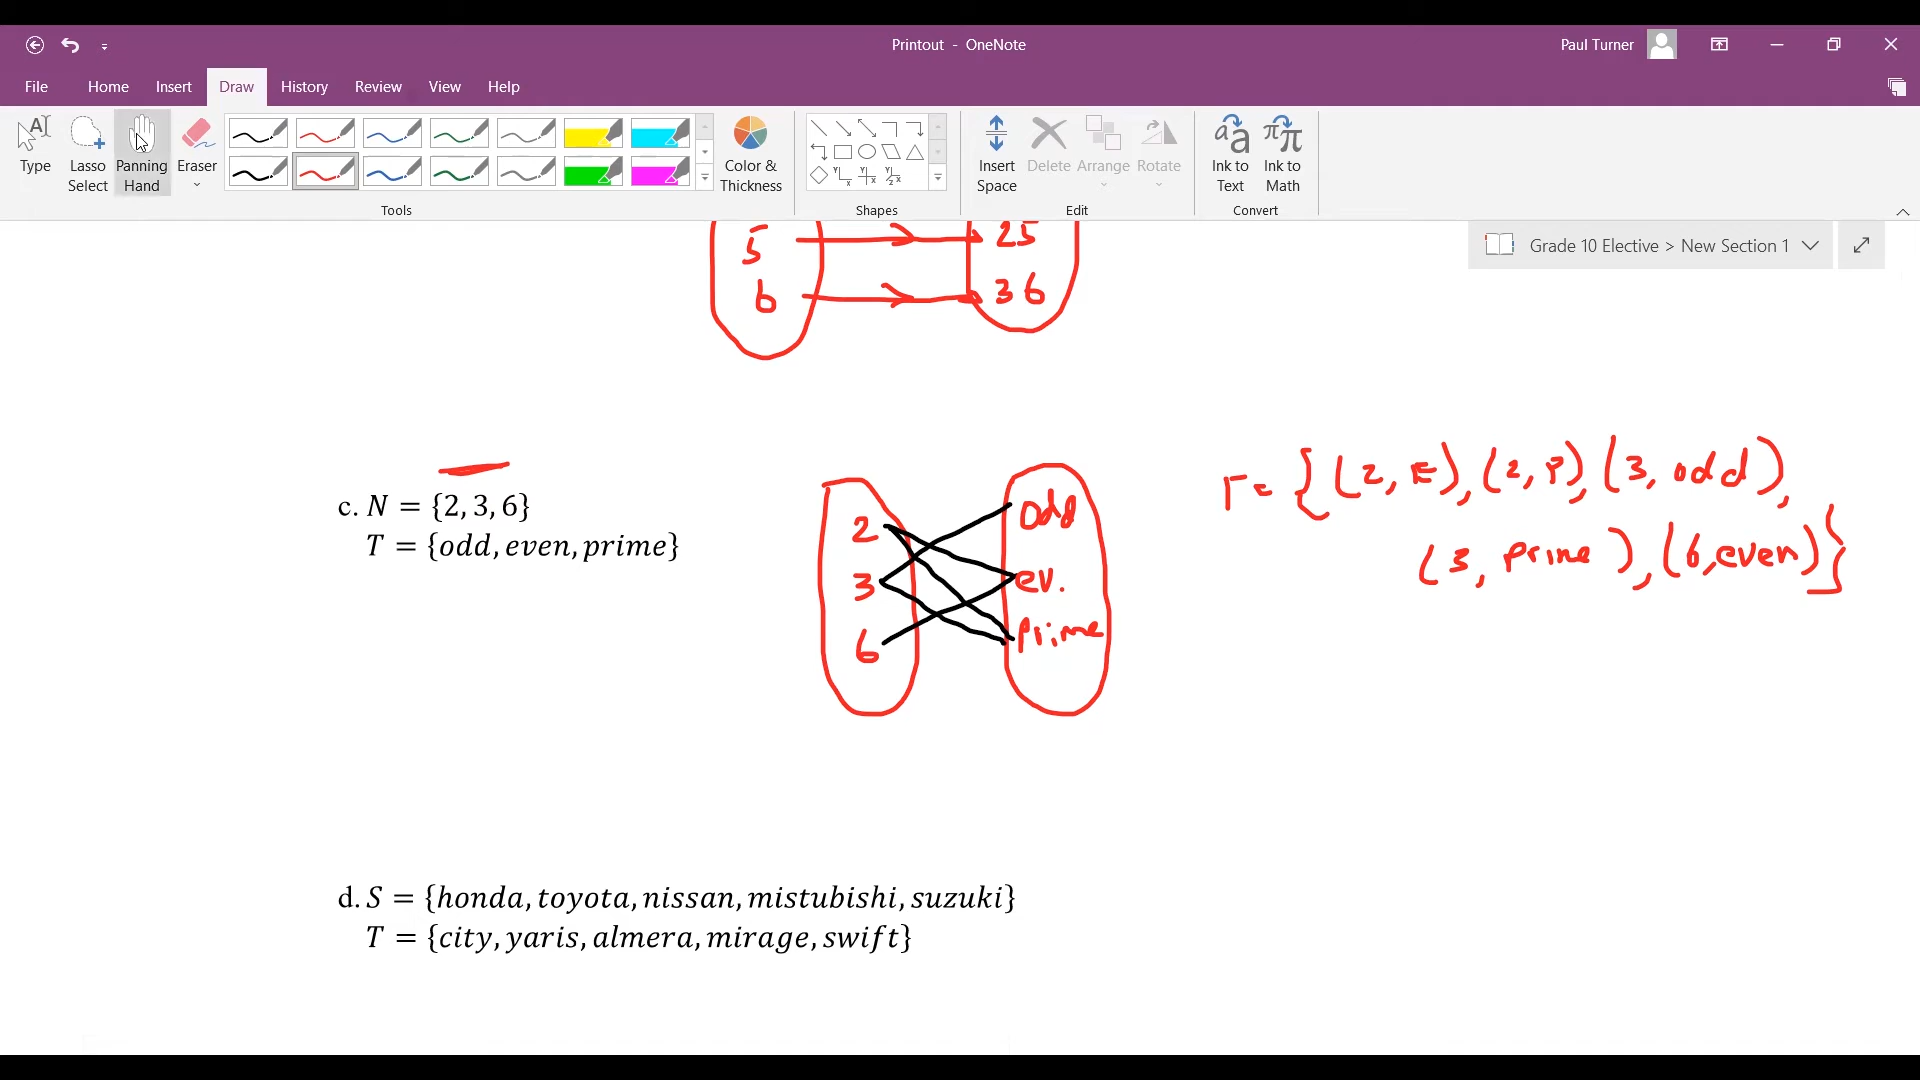 Printout - OneNote
Paul Turner
File Home Insert Draw History Review View Help
Type
Lasso Select
Panning Hand
Eraser
Color & Thickness
Insert Space
Delete
Arrange
Rotate
Ink to Text
Ink to Math
Tools
Shapes
Edit
Convert
Grade 10 Elective > New Section 1
5 25
6 36
c. N = {2, 3, 6}
T = {odd, even, prime}
2 odd
3 ev.
6 prime
r = {(2, E), (2, P), (3, odd),
(3, prime), (6, even)}
d. S = {honda, toyota, nissan, mistubishi, suzuki}
T = {city, yaris, almera, mirage, swift}